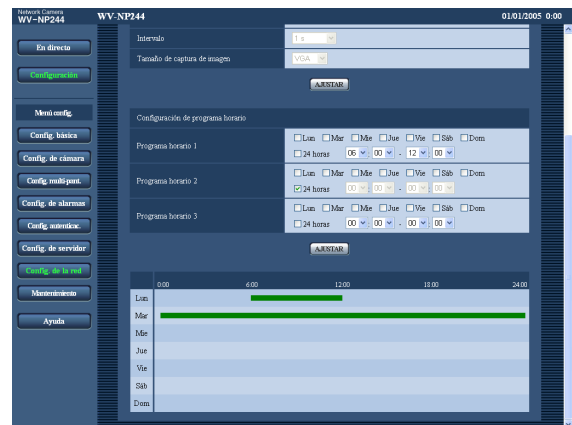 Network Camera
WV-NP244
WV-NP244
01/01/2005 0:00
En directo
Configuración
Menú config.
Config. básica
Config. de cámara
Config. multi-pant.
Config. de alarmas
Config. autenticac.
Config. de servidor
Config. de la red
Mantenimiento
Ayuda
Intervalo
1 s
Tamaño de captura de imagen
VGA
AJUSTAR
Configuración de programa horario
Programa horario 1
Lun Mar Mie Jue Vie Sáb Dom
24 horas 06 : 00 - 12 : 00
Programa horario 2
Lun Mar Mie Jue Vie Sáb Dom
24 horas 00 : 00 - 00 : 00
Programa horario 3
Lun Mar Mie Jue Vie Sáb Dom
24 horas 00 : 00 - 00 : 00
AJUSTAR
0:00 6:00 12:00 18:00 24:00
Lun
Mar
Mie
Jue
Vie
Sáb
Dom